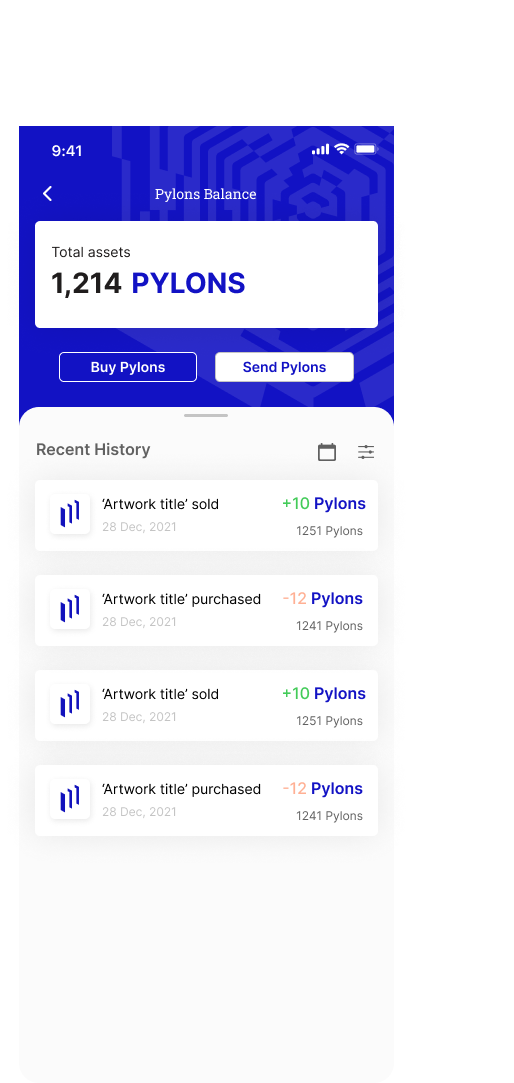 9:41
Pylons Balance
Total assets
1,214 PYLONS
Buy Pylons Send Pylons
Recent History
‘Artwork title’ sold +10 Pylons
28 Dec, 2021 1251 Pylons
‘Artwork title’ purchased -12 Pylons
28 Dec, 2021 1241 Pylons
‘Artwork title’ sold +10 Pylons
28 Dec, 2021 1251 Pylons
‘Artwork title’ purchased -12 Pylons
28 Dec, 2021 1241 Pylons